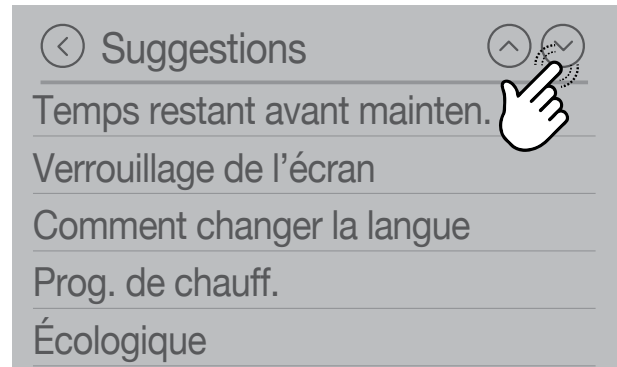 Suggestions
Temps restant avant mainten.
Verrouillage de l’écran
Comment changer la langue
Prog. de chauff.
Écologique